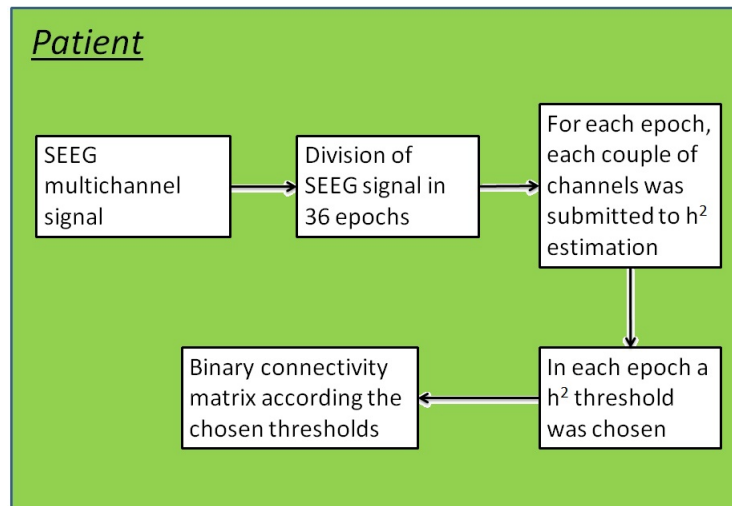 Patient
SEEG
multichannel
signal
Division of
SEEG signal in
36 epochs
For each epoch,
each couple of
channels was
submitted to h²
estimation
In each epoch a
h² threshold
was chosen
Binary connectivity
matrix according the
chosen thresholds